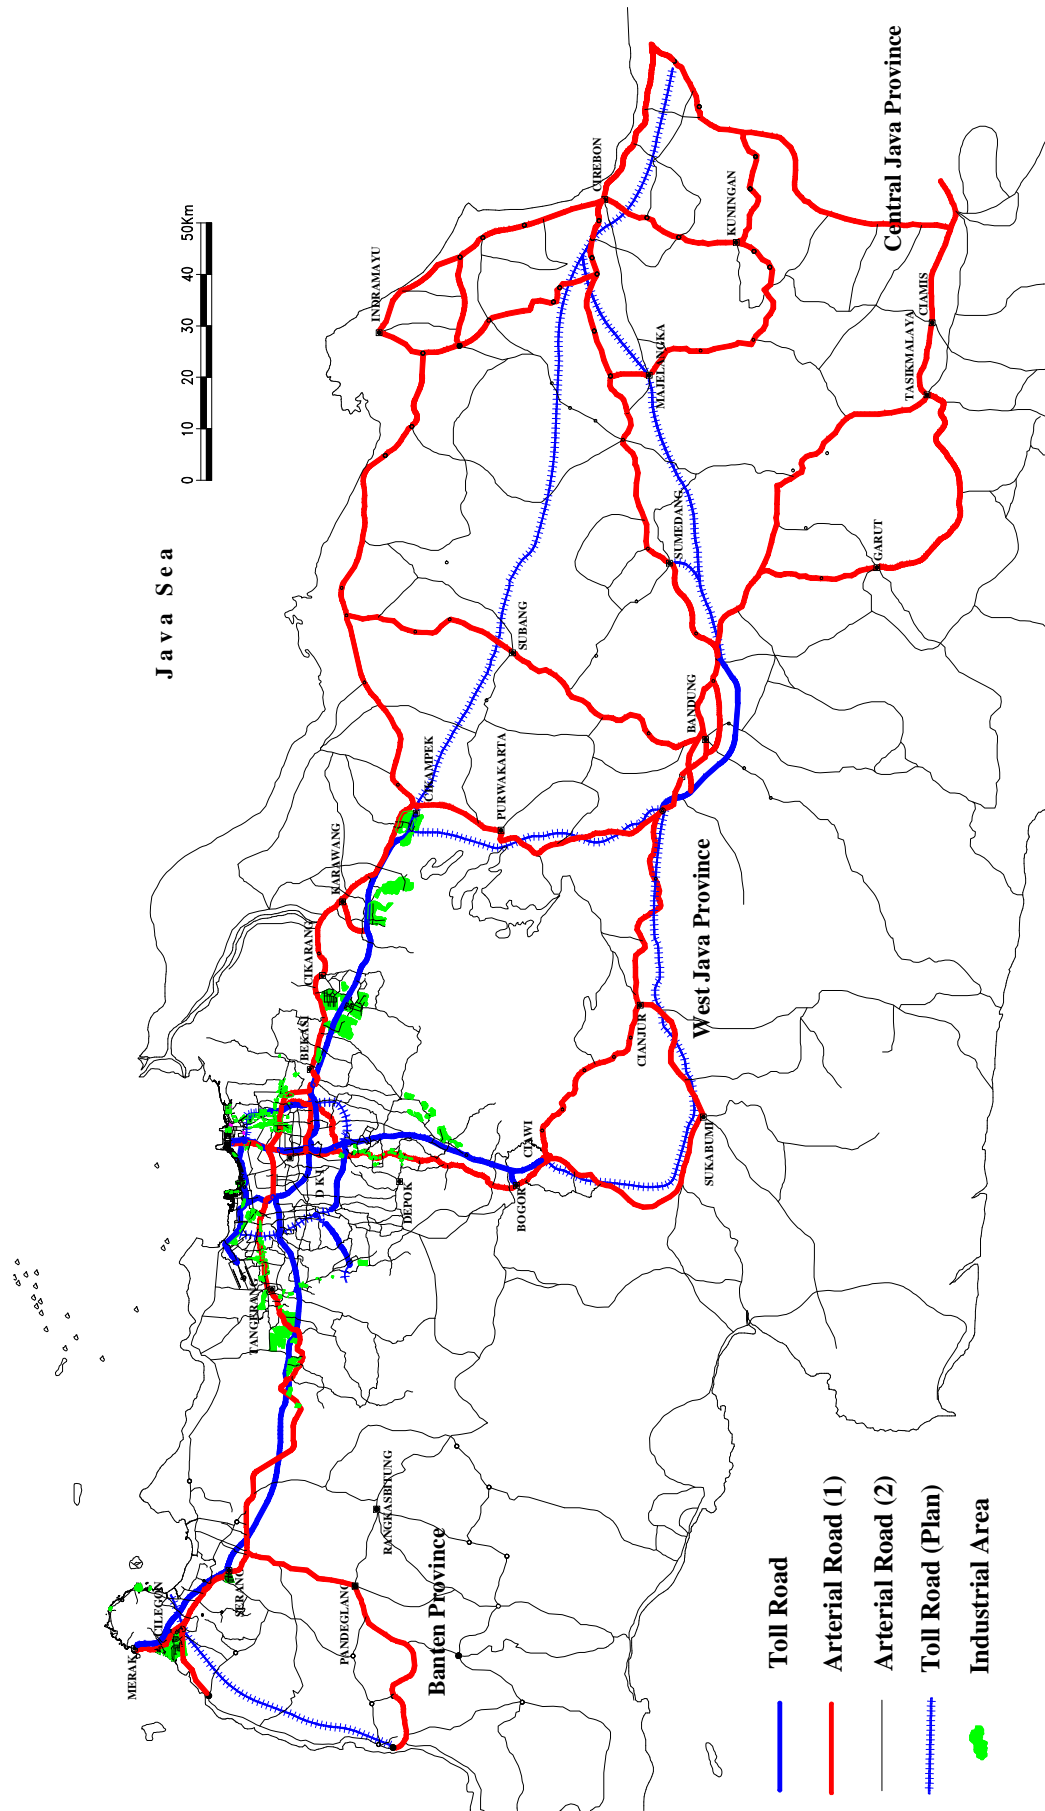 Java Sea
0 10 20 30 40 50Km
MERAK
CILEGON
SERANG
PANDEGLANG
RANGKASBITUNG
Banten Province
TANGERANG
DKI
DEPOK
BEKASI
CIKARANG
KARAWANG
CIKAMPEK
PURWAKARTA
SUBANG
BOGOR
CIAWI
CIANJUR
SUKABUMI
West Java Province
BANDUNG
SUMEDANG
MAJELANGKA
INDRAMAYU
CIREBON
KUNINGAN
GARUT
TASIKMALAYA
CIAMIS
Central Java Province
Toll Road
Arterial Road (1)
Arterial Road (2)
Toll Road (Plan)
Industrial Area